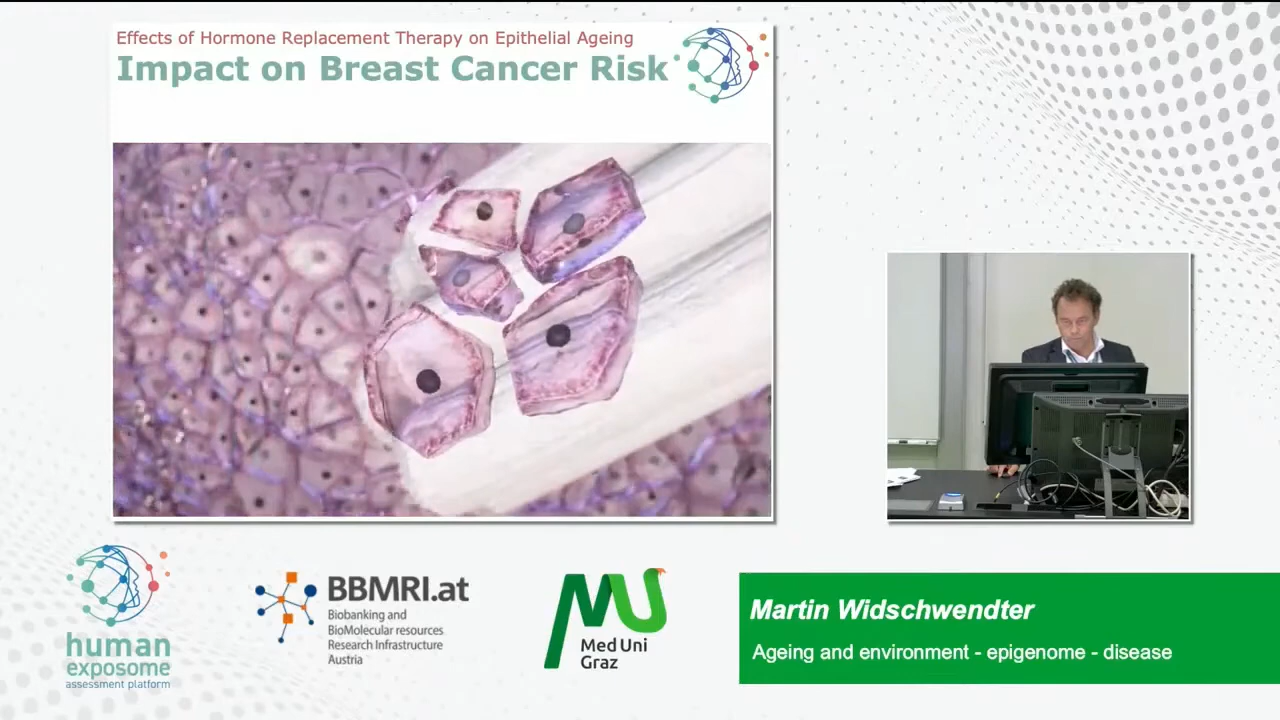 Effects of Hormone Replacement Therapy on Epithelial Ageing
Impact on Breast Cancer Risk
human
exposome
assessment platform
BBMRI.at
Biobanking and
BioMolecular resources
Research Infrastructure
Austria
Med Uni
Graz
Martin Widschwendter
Ageing and environment - epigenome - disease